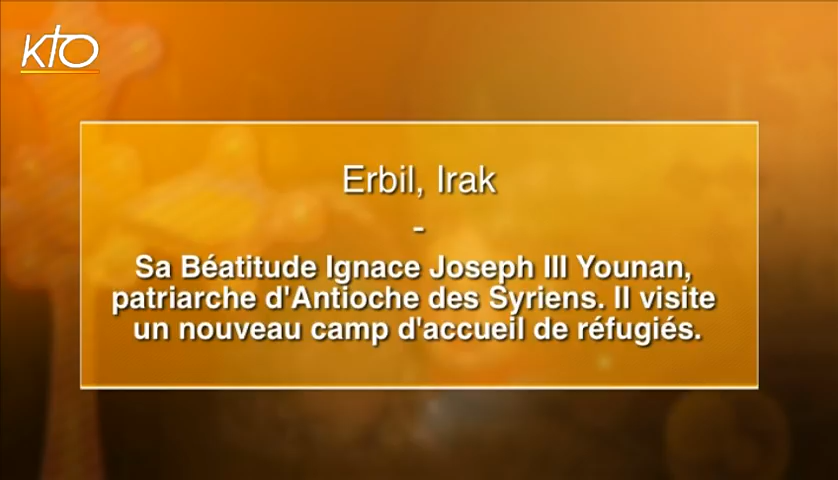 KTO
Erbil, Irak
-
Sa Béatitude Ignace Joseph III Younan,
patriarche d'Antioche des Syriens. Il visite
un nouveau camp d'accueil de réfugiés.